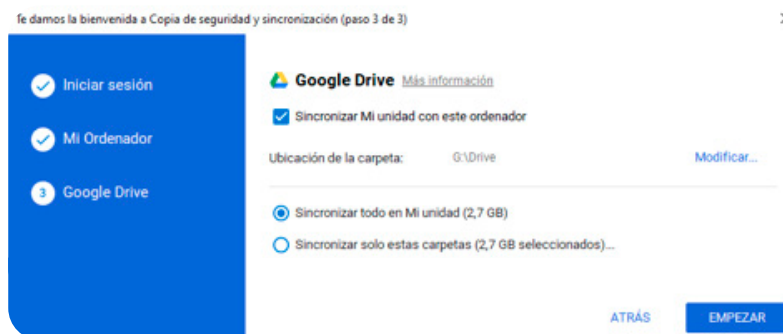 Te damos la bienvenida a Copia de seguridad y sincronización (paso 3 de 3)
Iniciar sesión
Mi Ordenador
3 Google Drive
Google Drive Más información
Sincronizar Mi unidad con este ordenador
Ubicación de la carpeta: G:\Drive Modificar...
Sincronizar todo en Mi unidad (2,7 GB)
Sincronizar solo estas carpetas (2,7 GB seleccionados)...
ATRÁS EMPEZAR